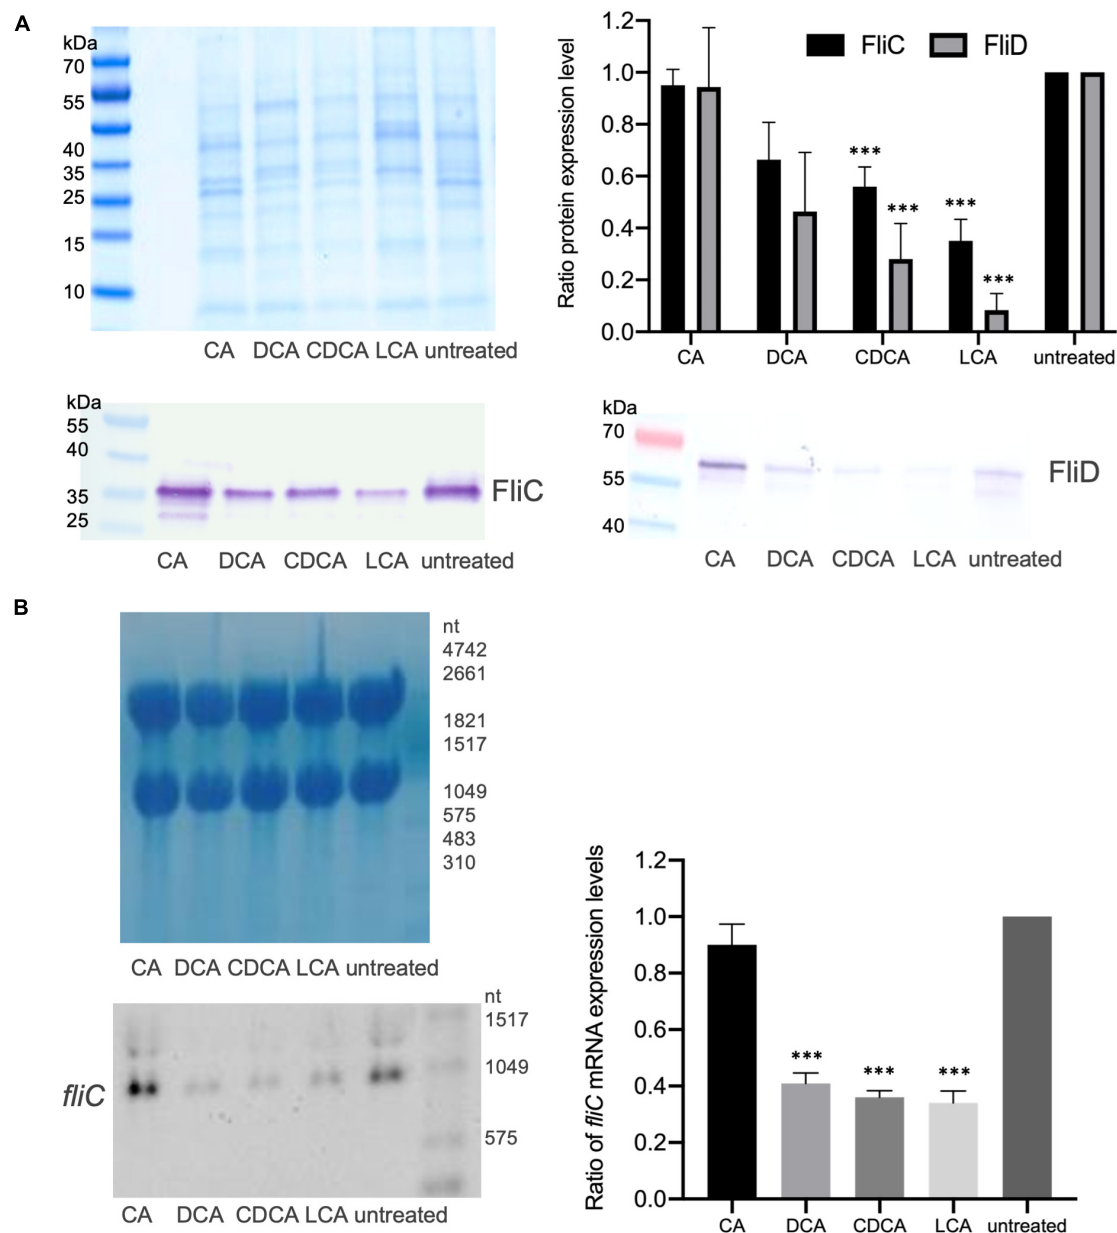 A
kDa
70
55
40
35
25
15
10
CA DCA CDCA LCA untreated
Ratio protein expression level
1.2
1.0
0.8
0.6
0.4
0.2
0.0
FliC FliD
***
***
***
***
CA DCA CDCA LCA untreated
kDa
55
40
35
25
FliC
CA DCA CDCA LCA untreated
kDa
70
55
40
FliD
CA DCA CDCA LCA untreated
B
nt
4742
2661
1821
1517
1049
575
483
310
CA DCA CDCA LCA untreated
nt
1517
1049
575
fliC
CA DCA CDCA LCA untreated
Ratio of fliC mRNA expression levels
1.2
1.0
0.8
0.6
0.4
0.2
0.0
*** *** ***
CA DCA CDCA LCA untreated